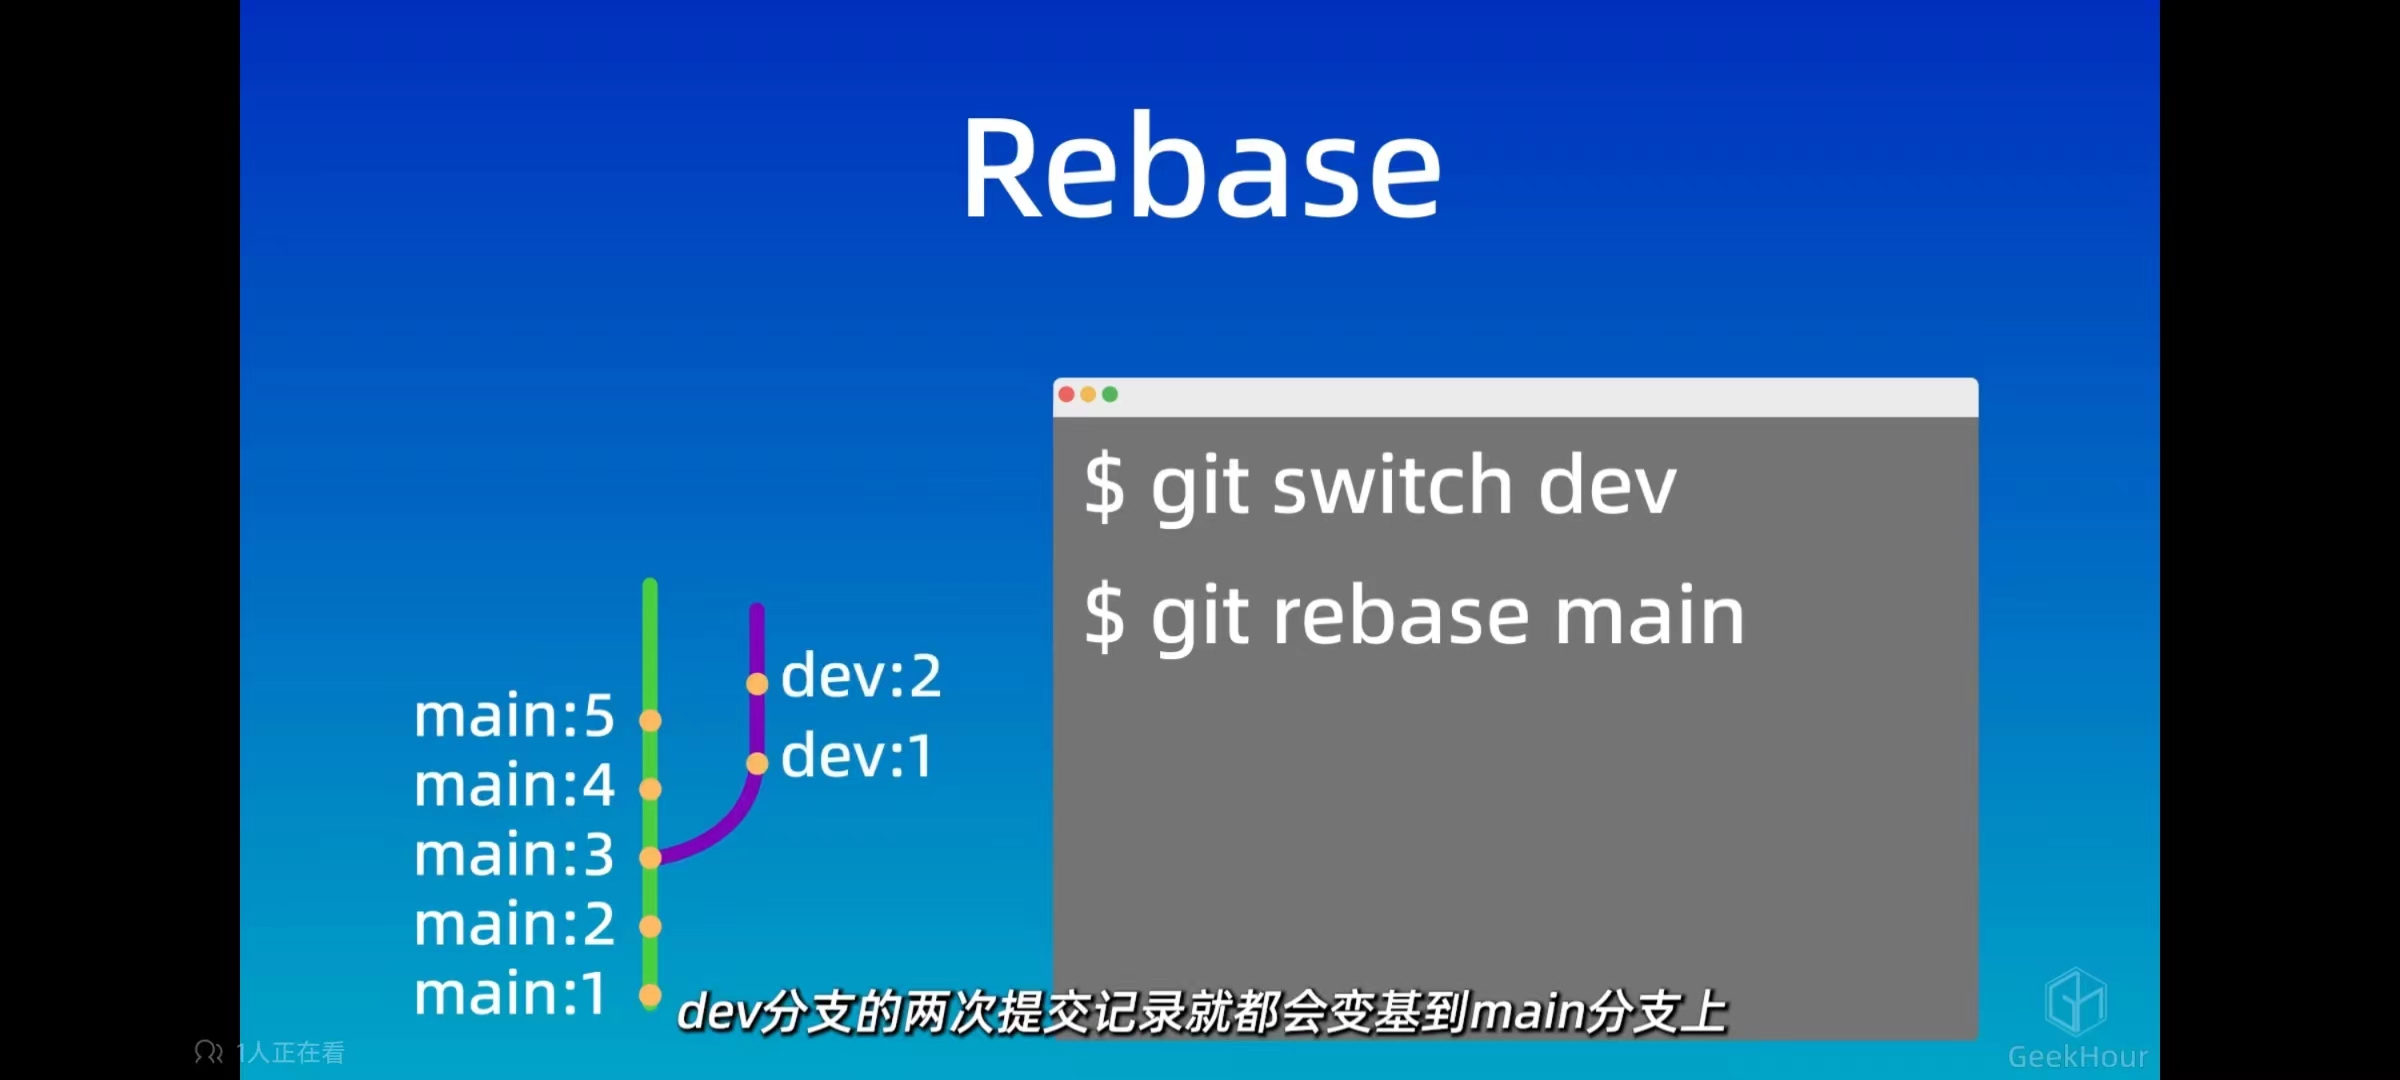 Rebase
$ git switch dev
$ git rebase main
dev:2
main:5
dev:1
main:4
main:3
main:2
main:1
dev分支的两次提交记录就都会变基到main分支上
1人正在看
GeekHour